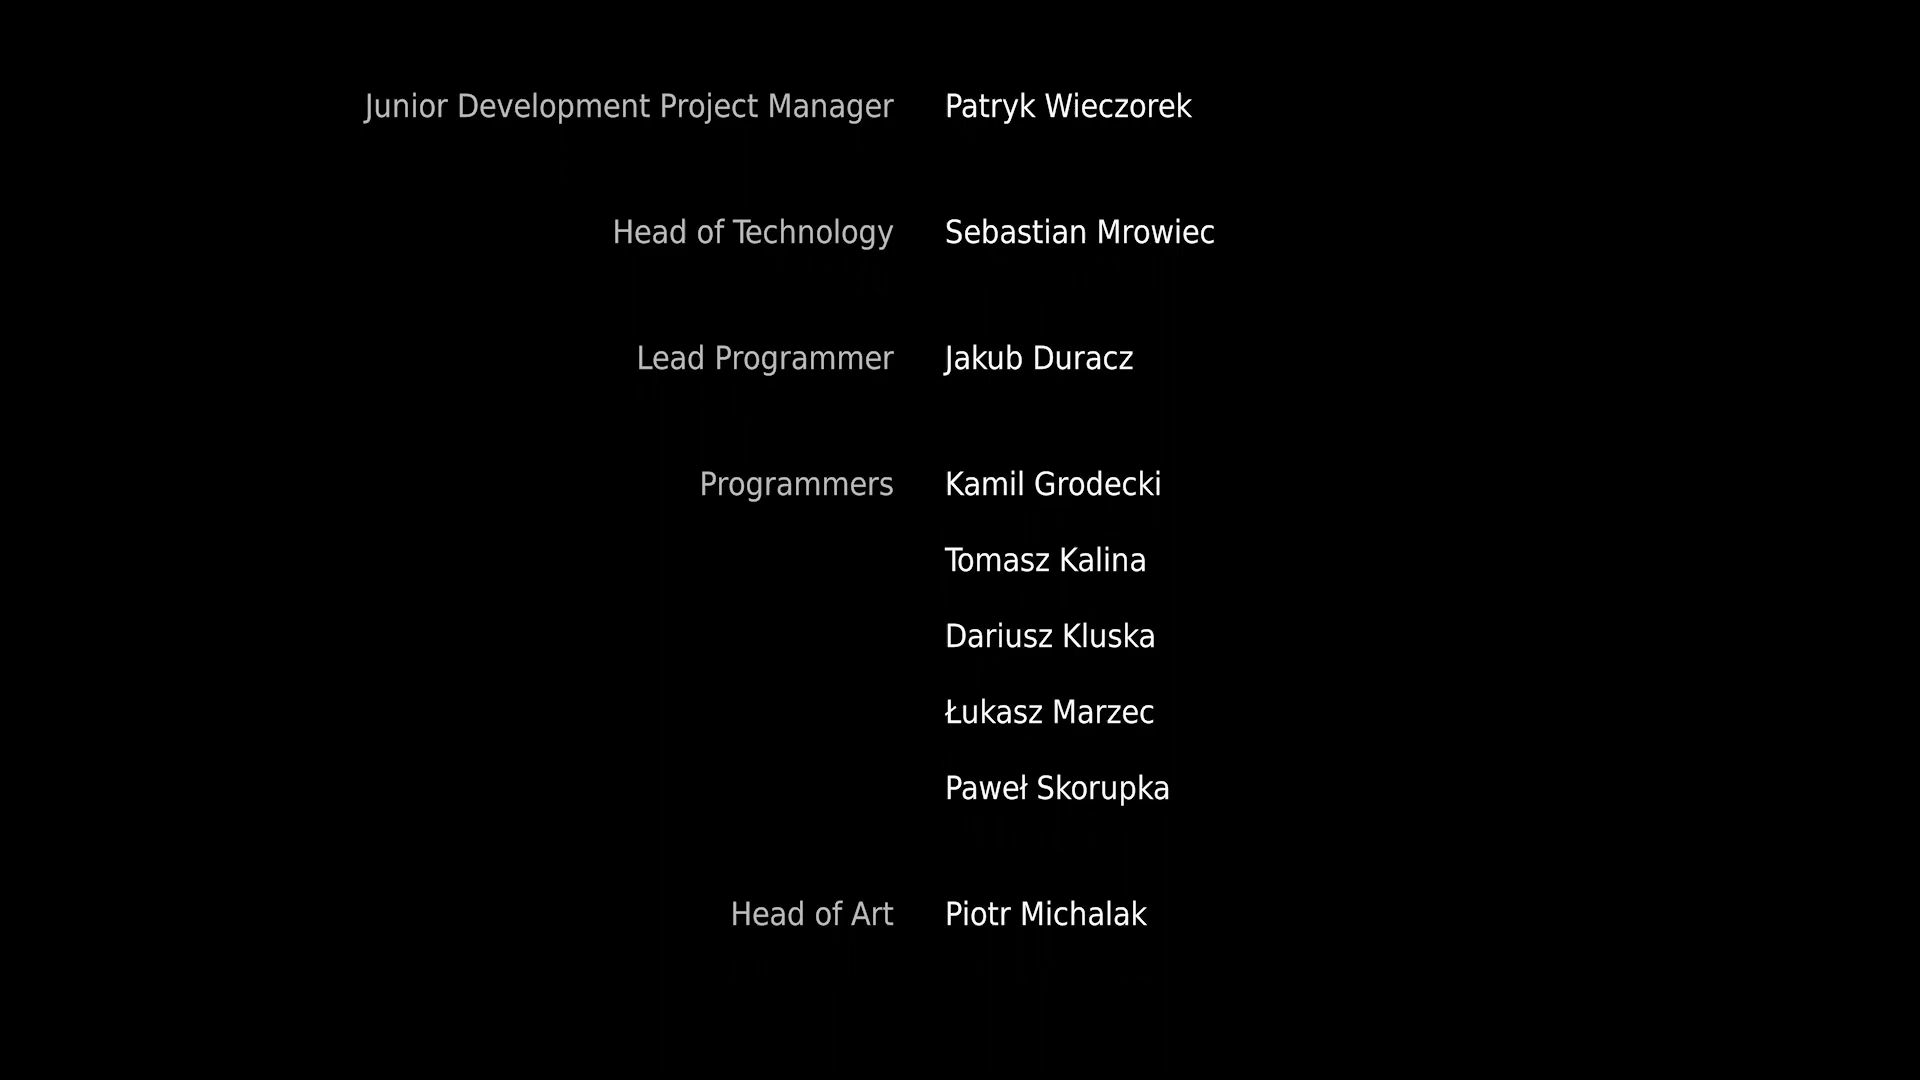 Junior Development Project Manager Patryk Wieczorek
Head of Technology Sebastian Mrowiec
Lead Programmer Jakub Duracz
Programmers Kamil Grodecki
Tomasz Kalina
Dariusz Kluska
Łukasz Marzec
Paweł Skorupka
Head of Art Piotr Michalak